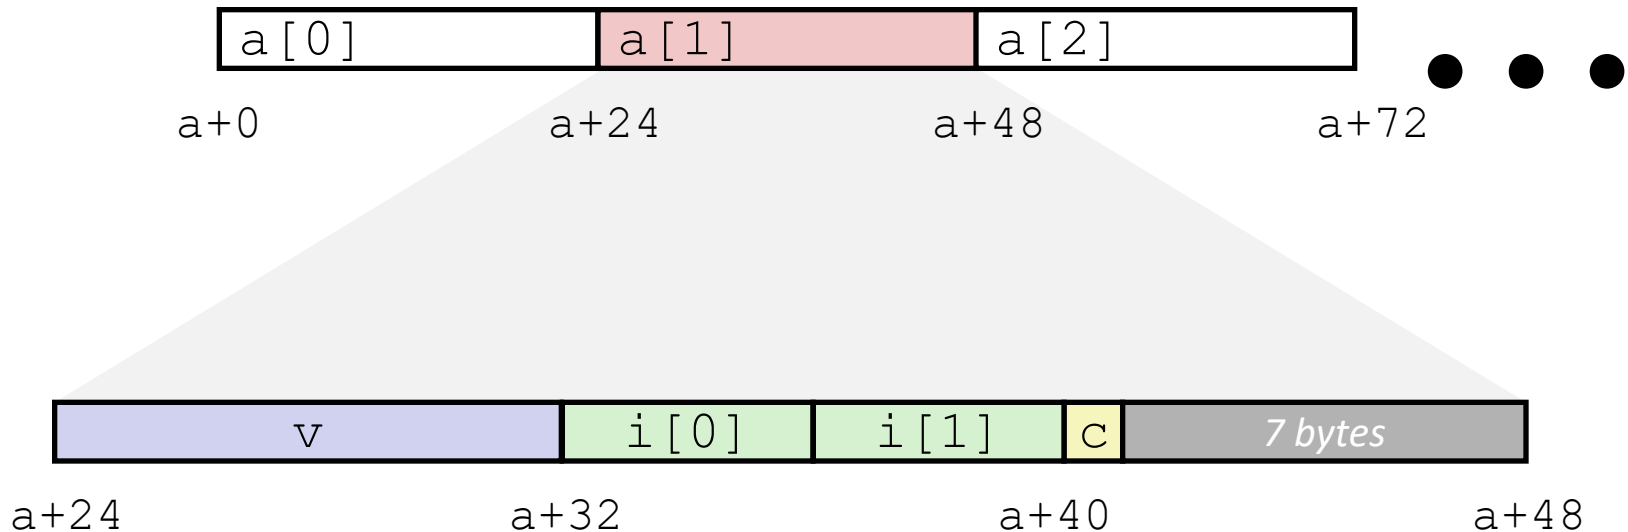 a[0] a[1] a[2]
a+0 a+24 a+48 a+72
v i[0] i[1] c 7 bytes
a+24 a+32 a+40 a+48